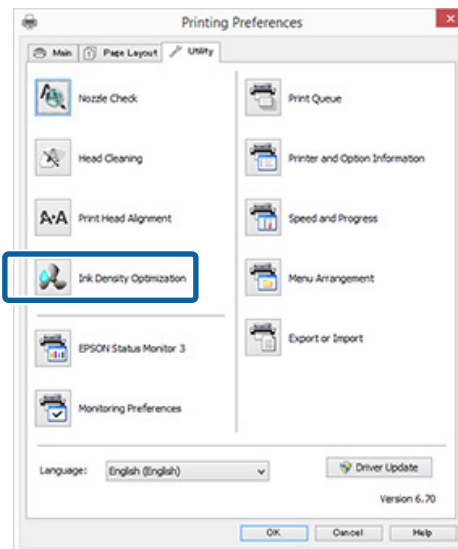 Printing Preferences
Main
Page Layout
Utility
Nozzle Check
Print Queue
Head Cleaning
Printer and Option Information
A·A
Print Head Alignment
Speed and Progress
Ink Density Optimization
Menu Arrangement
EPSON Status Monitor 3
Export or Import
Monitoring Preferences
Language:
English (English)
Driver Update
Version 6.70
OK
Cancel
Help